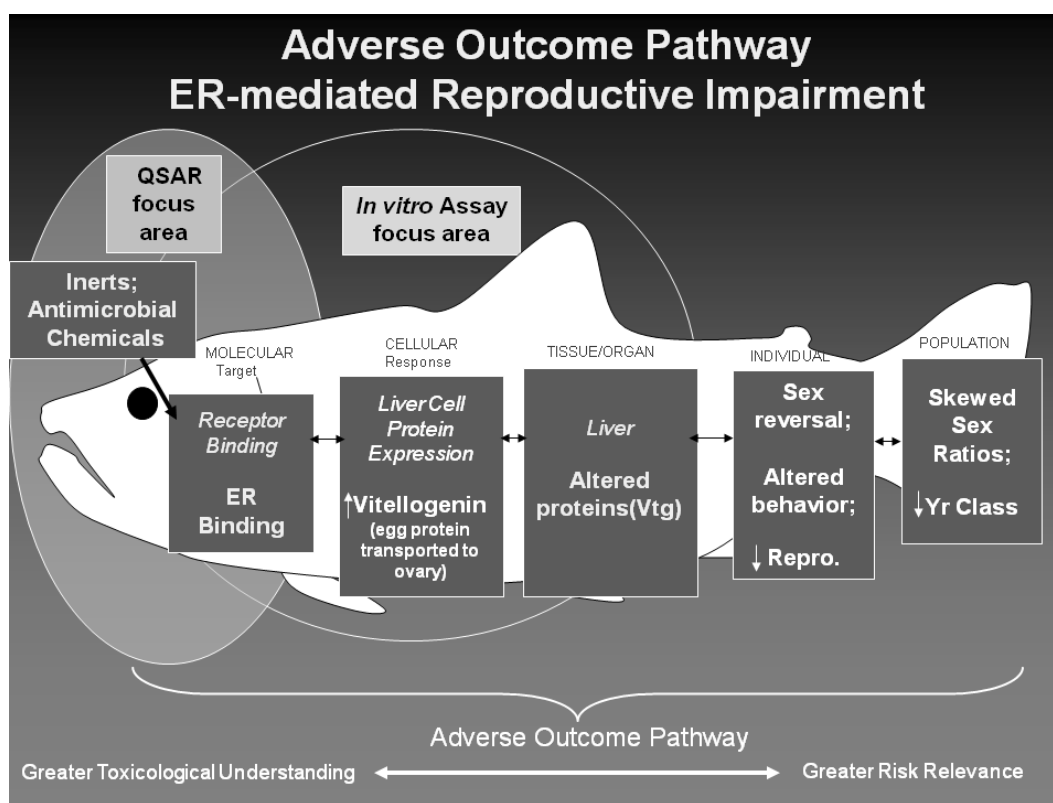 Adverse Outcome Pathway
ER-mediated Reproductive Impairment
QSAR
focus
area
In vitro Assay
focus area
Inerts;
Antimicrobial
Chemicals
MOLECULAR
Target
Receptor
Binding
ER
Binding
CELLULAR
Response
Liver Cell
Protein
Expression
↑Vitellogenin
(egg protein
transported to
ovary)
TISSUE/ORGAN
Liver
Altered
proteins(Vtg)
INDIVIDUAL
Sex
reversal;
Altered
behavior;
↓ Repro.
POPULATION
Skewed
Sex
Ratios;
↓Yr Class
Adverse Outcome Pathway
Greater Toxicological Understanding
Greater Risk Relevance